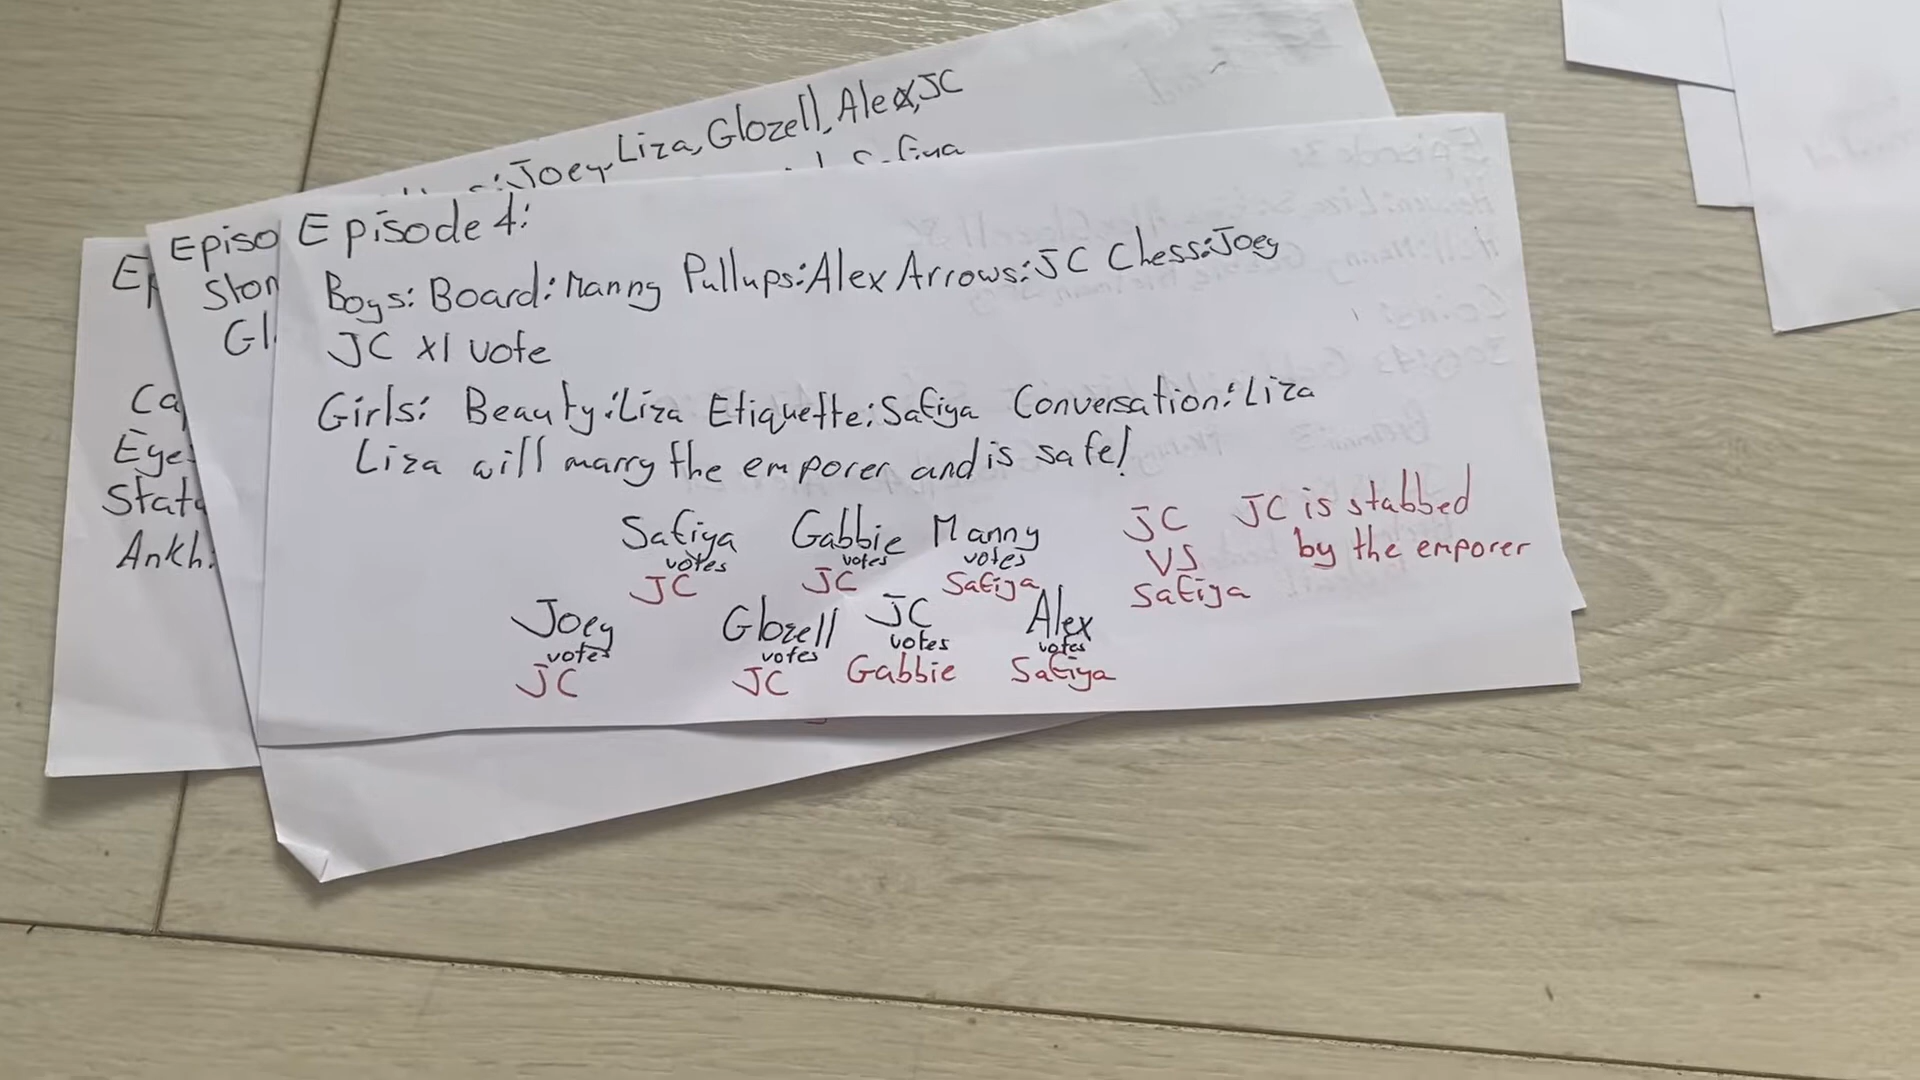 Joey, Liza, Glozell, Alex, JC
Episode 4:
Boys: Board: Manny Pullups: Alex Arrows: JC Chess: Joey
JC x1 vote
Girls: Beauty: Liza Etiquette: Safiya Conversation: Liza
Liza will marry the emporer and is safe!
Safiya votes JC
Gabbie votes JC
Manny votes Safiya
JC VS Safiya
JC is stabbed
by the emporer
Joey votes JC
Glozell votes JC
JC votes Gabbie
Alex votes Safiya
Episo
Ston
Gl
Ep
Ca
Eye
Stat
Ankh: